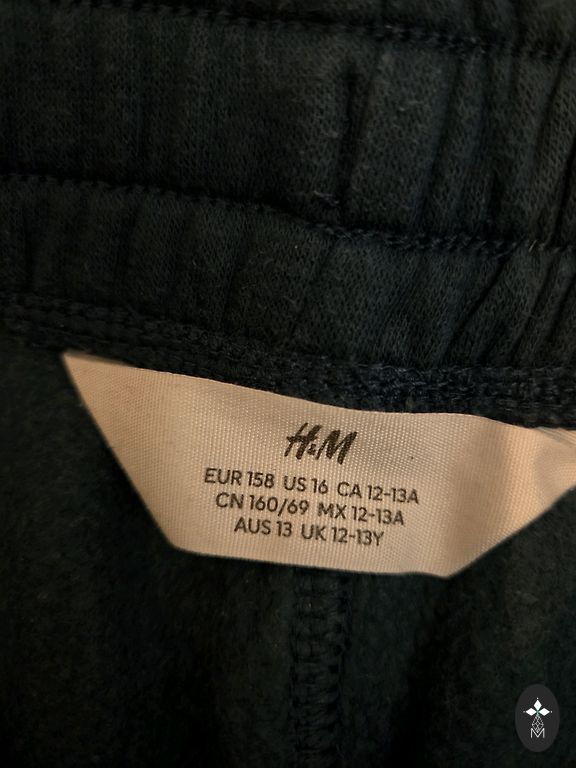 H&M
EUR 158 US 16 CA 12-13A
CN 160/69 MX 12-13A
AUS 13 UK 12-13Y
M